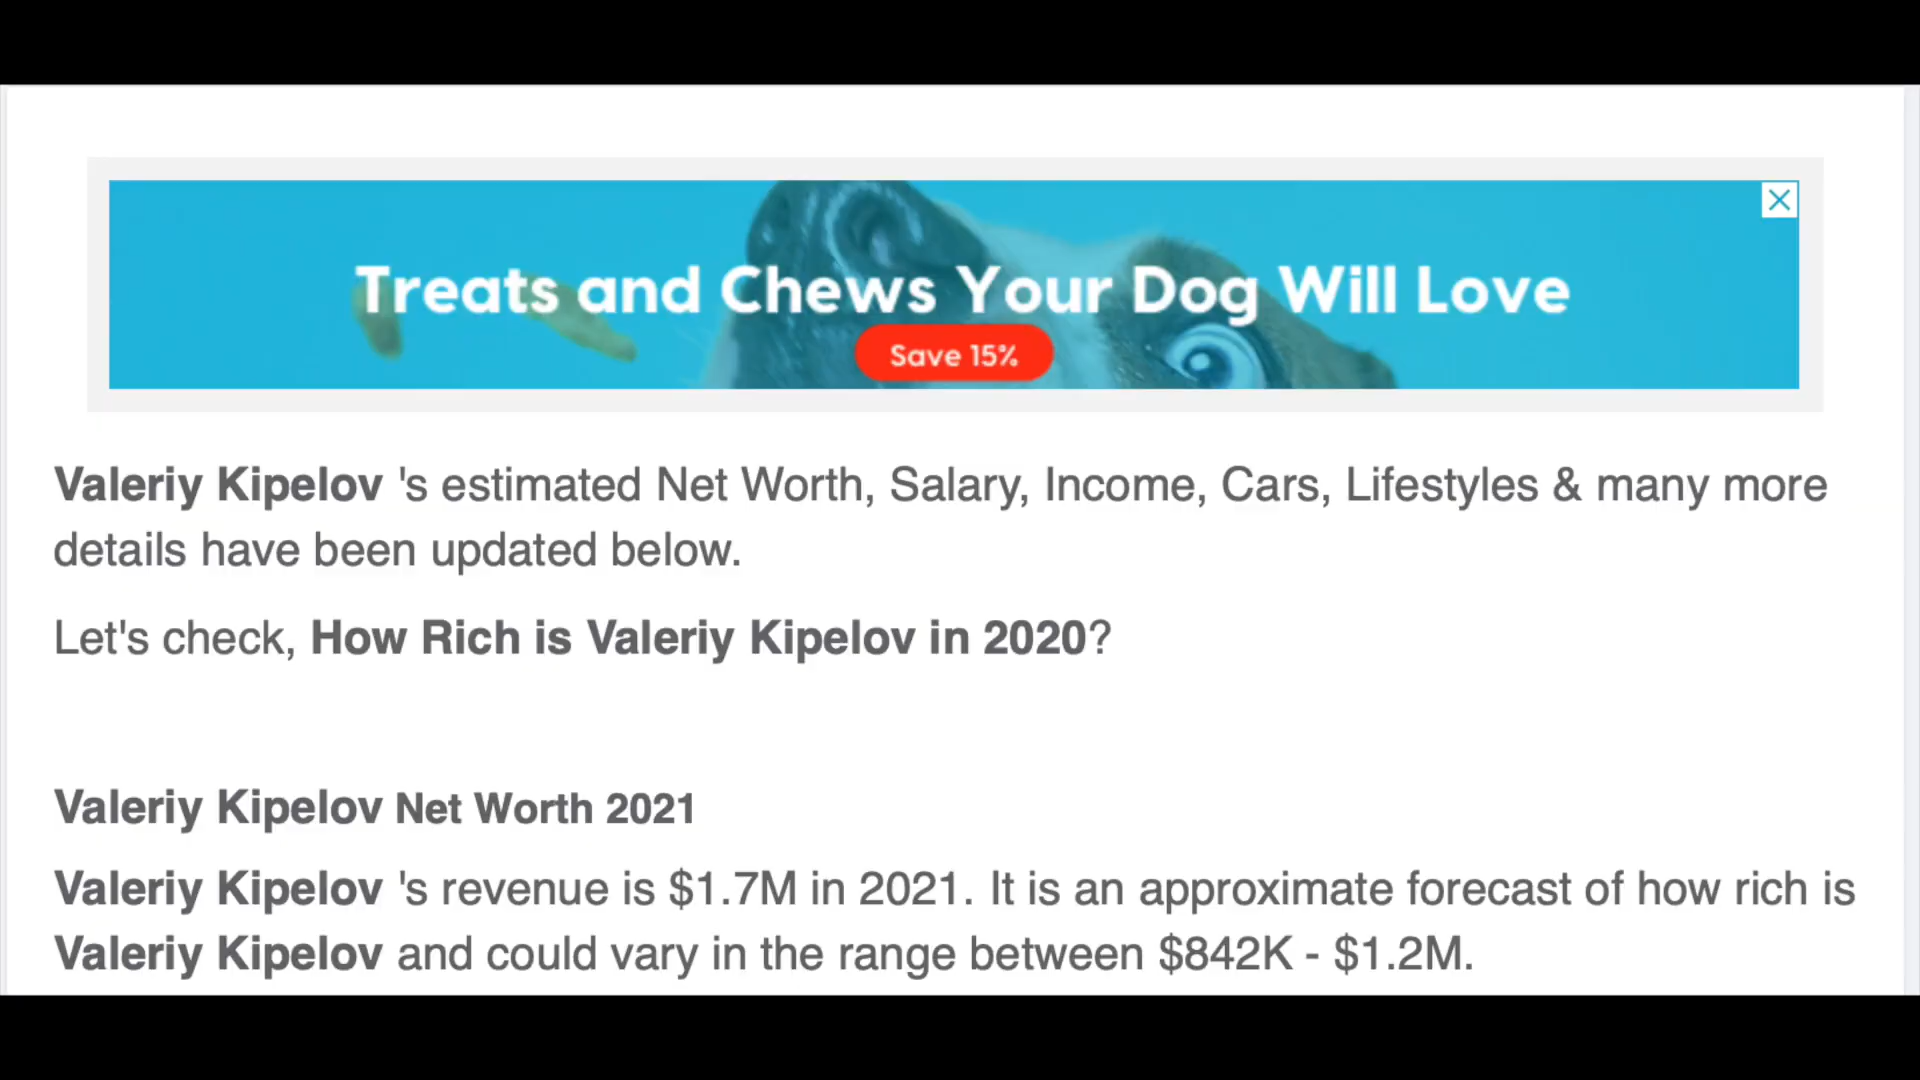 Treats and Chews Your Dog Will Love
Save 15%
Valeriy Kipelov 's estimated Net Worth, Salary, Income, Cars, Lifestyles & many more
details have been updated below.
Let's check, How Rich is Valeriy Kipelov in 2020?
Valeriy Kipelov Net Worth 2021
Valeriy Kipelov 's revenue is $1.7M in 2021. It is an approximate forecast of how rich is
Valeriy Kipelov and could vary in the range between $842K - $1.2M.